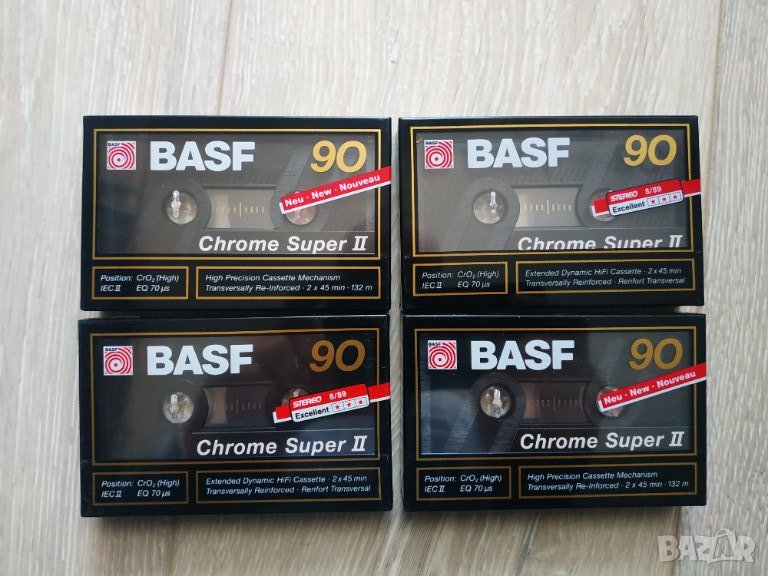 BASF
BASF 90
Neu · New · Nouveau
Chrome Super II
Position: CrO₂ (High)
IEC II EQ 70 µs
High Precision Cassette Mechanism
Transversally Re-Inforced · 2 x 45 min · 132 m
BASF
BASF 90
STEREO 8/89
Excellent ★ ★ ★
Chrome Super II
Position: CrO₂ (High)
IEC II EQ 70 µs
Extended Dynamic HiFi Cassette · 2 x 45 min
Transversally Reinforced · Renfort Transversal
BASF
BASF 90
STEREO 8/89
Excellent ★ ★ ★
Chrome Super II
Position: CrO₂ (High)
IEC II EQ 70 µs
Extended Dynamic HiFi Cassette · 2 x 45 min
Transversally Reinforced · Renfort Transversal
BASF
BASF 90
Neu · New · Nouveau
Chrome Super II
Position: CrO₂ (High)
IEC II EQ 70 µs
High Precision Cassette Mechanism
Transversally Re-Inforced · 2 x 45 min · 132 m
BAZAR